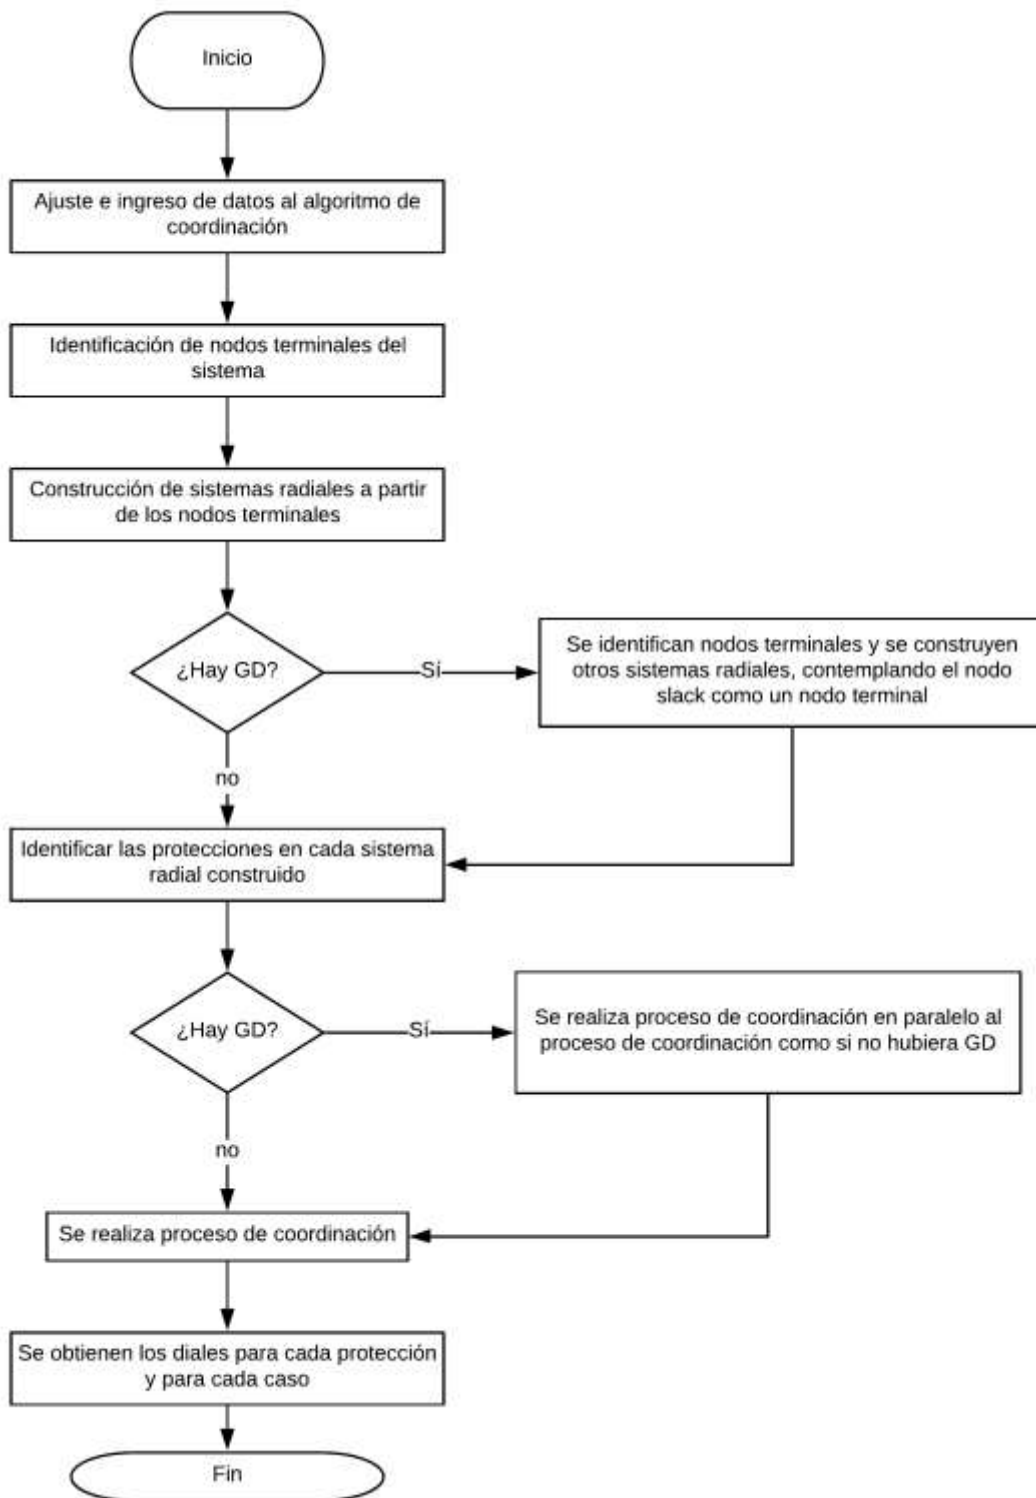 Inicio
Ajuste e ingreso de datos al algoritmo de
coordinación
Identificación de nodos terminales del
sistema
Construcción de sistemas radiales a partir
de los nodos terminales
¿Hay GD?
Sí
Se identifican nodos terminales y se construyen
otros sistemas radiales, contemplando el nodo
slack como un nodo terminal
no
Identificar las protecciones en cada sistema
radial construido
¿Hay GD?
Sí
Se realiza proceso de coordinación en paralelo al
proceso de coordinación como si no hubiera GD
no
Se realiza proceso de coordinación
Se obtienen los diales para cada protección
y para cada caso
Fin